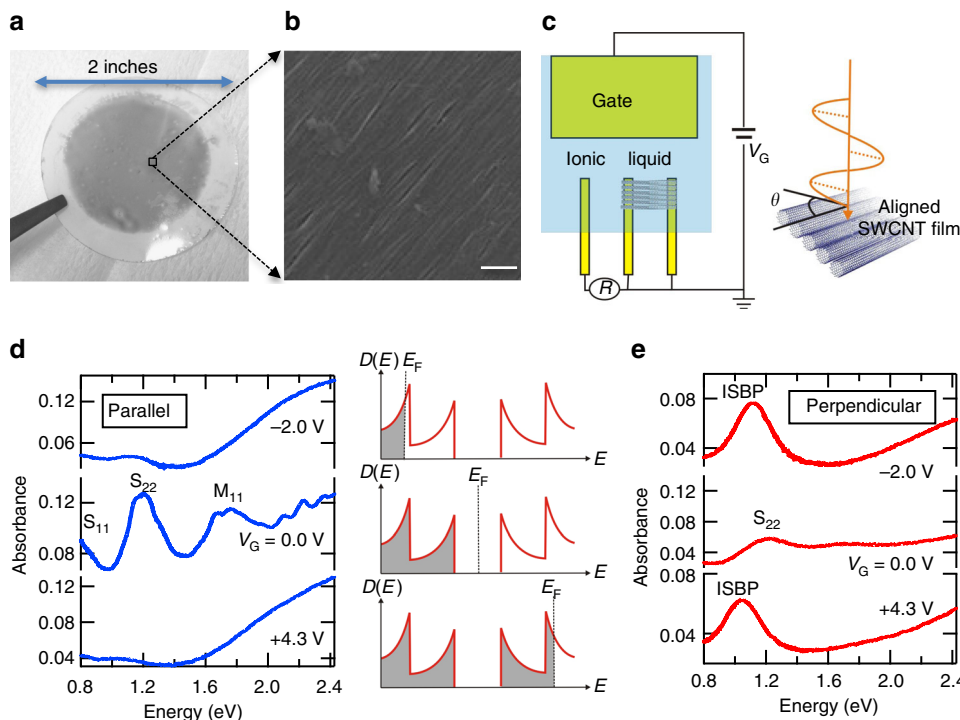 a
2 inches
b
c
Gate
Ionic liquid
V_G
R
θ
Aligned
SWCNT film
d
Parallel
–2.0 V
0.12
0.06
S_22
M_11
S_11
V_G = 0.0 V
0.12
0.08
+4.3 V
0.12
0.08
0.04
Absorbance
0.8 1.2 1.6 2.0 2.4
Energy (eV)
D(E) E_F
E
D(E)
E_F
E
D(E)
E_F
E
e
ISBP
Perpendicular
–2.0 V
0.08
0.04
S_22
V_G = 0.0 V
0.12
0.08
0.04
ISBP
+4.3 V
0.08
0.04
Absorbance
0.8 1.2 1.6 2.0 2.4
Energy (eV)